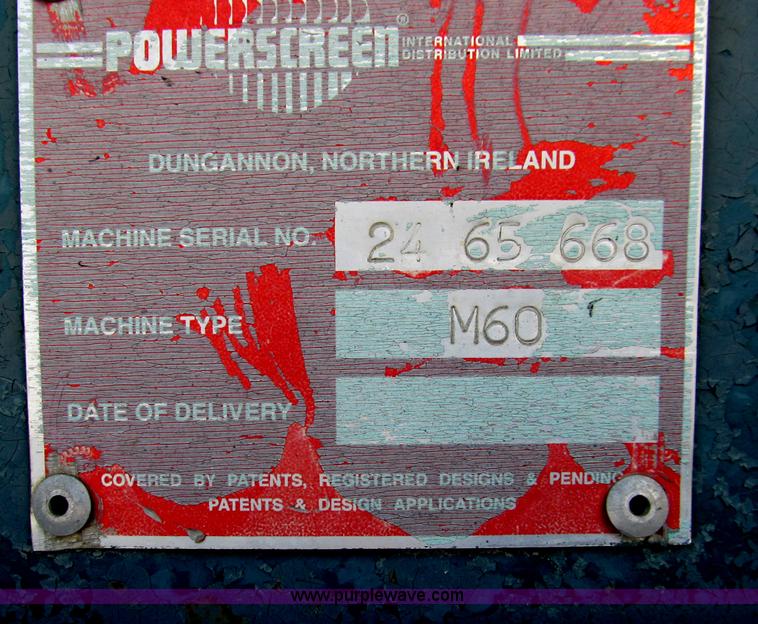 POWERSCREEN ® INTERNATIONAL
DISTRIBUTION LIMITED
DUNGANNON, NORTHERN IRELAND
MACHINE SERIAL NO. 24 65 668
MACHINE TYPE M60
DATE OF DELIVERY
COVERED BY PATENTS, REGISTERED DESIGNS & PENDING
PATENTS & DESIGN APPLICATIONS
www.purplewave.com